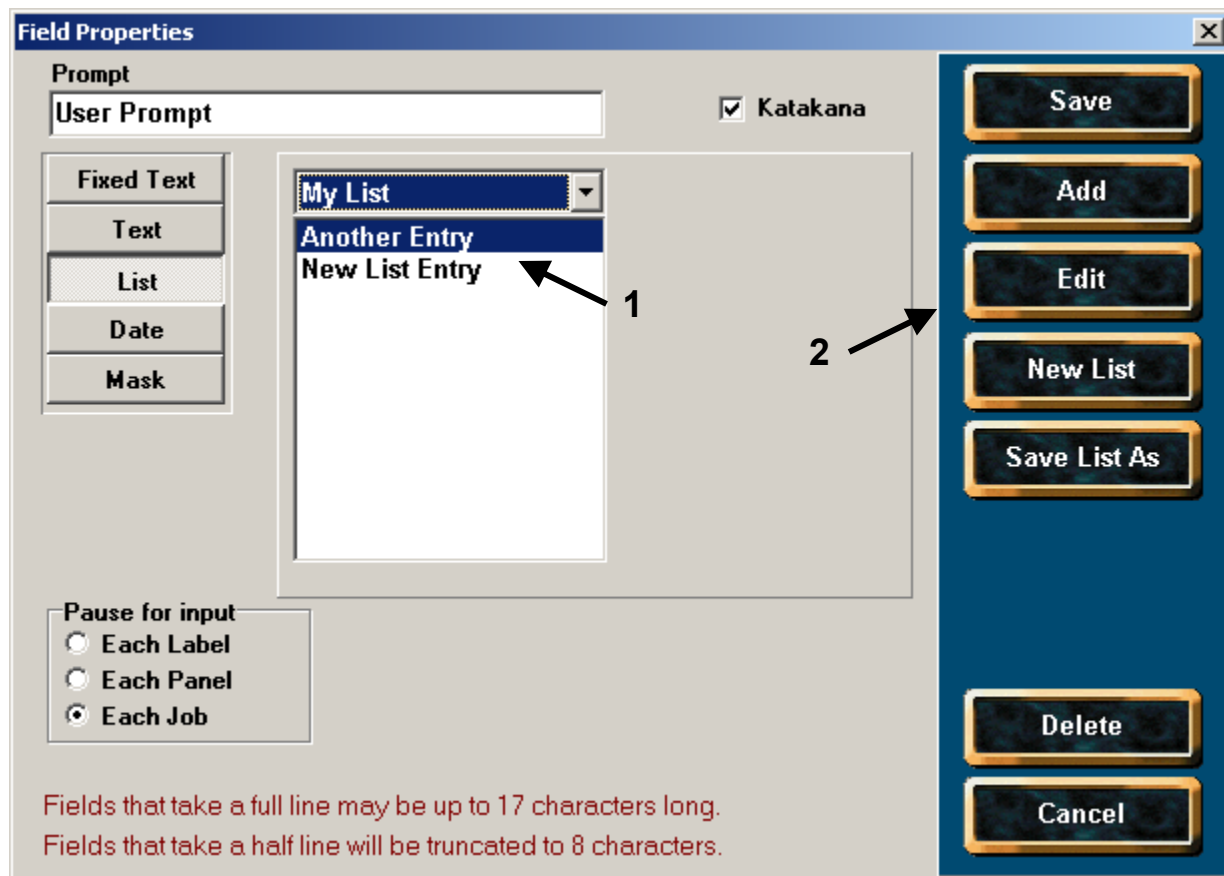 Field Properties
Prompt
User Prompt
Katakana
Fixed Text
Text
List
Date
Mask
My List
Another Entry
New List Entry
1
2
Pause for input
Each Label
Each Panel
Each Job
Fields that take a full line may be up to 17 characters long.
Fields that take a half line will be truncated to 8 characters.
Save
Add
Edit
New List
Save List As
Delete
Cancel